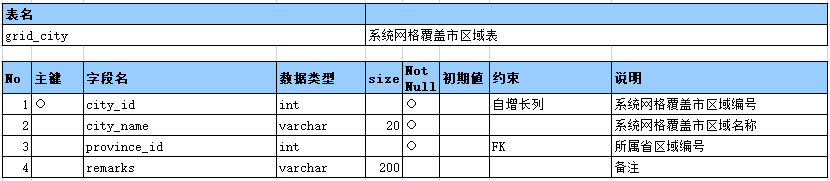 表名
grid_city 系统网格覆盖市区域表
No 主键 字段名 数据类型 size Not Null 初期值 约束 说明
1 ○ city_id int ○ 自增长列 系统网格覆盖市区域编号
2 city_name varchar 20 ○ 系统网格覆盖市区域名称
3 province_id int ○ FK 所属省区域编号
4 remarks varchar 200 备注